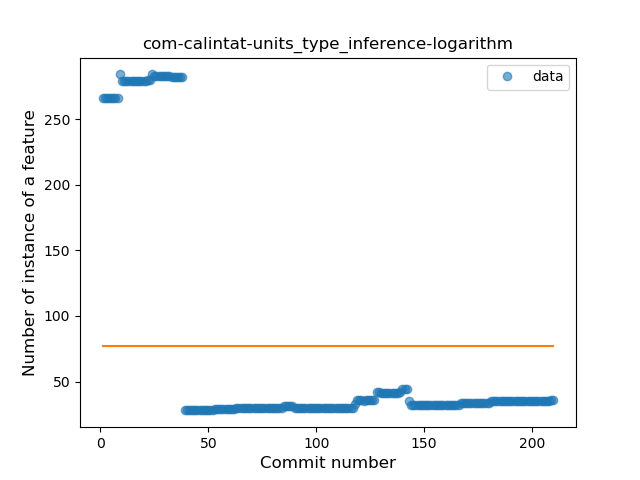 com-calintat-units_type_inference-logarithm
data
Number of instance of a feature
250
200
150
100
50
0
50
100
150
200
Commit number